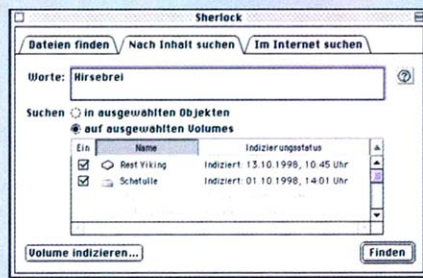 Sherlock
Dateien finden
Nach Inhalt suchen
Im Internet suchen
Worte: Hirsebrei
Suchen in ausgewählten Objekten
auf ausgewählten Volumes
Ein Name Indizierungsstatus
Rest Yiking Indiziert: 13.10.1998, 10:45 Uhr
Schatulle Indiziert: 01.10.1998, 14:01 Uhr
Volume indizieren...
Finden